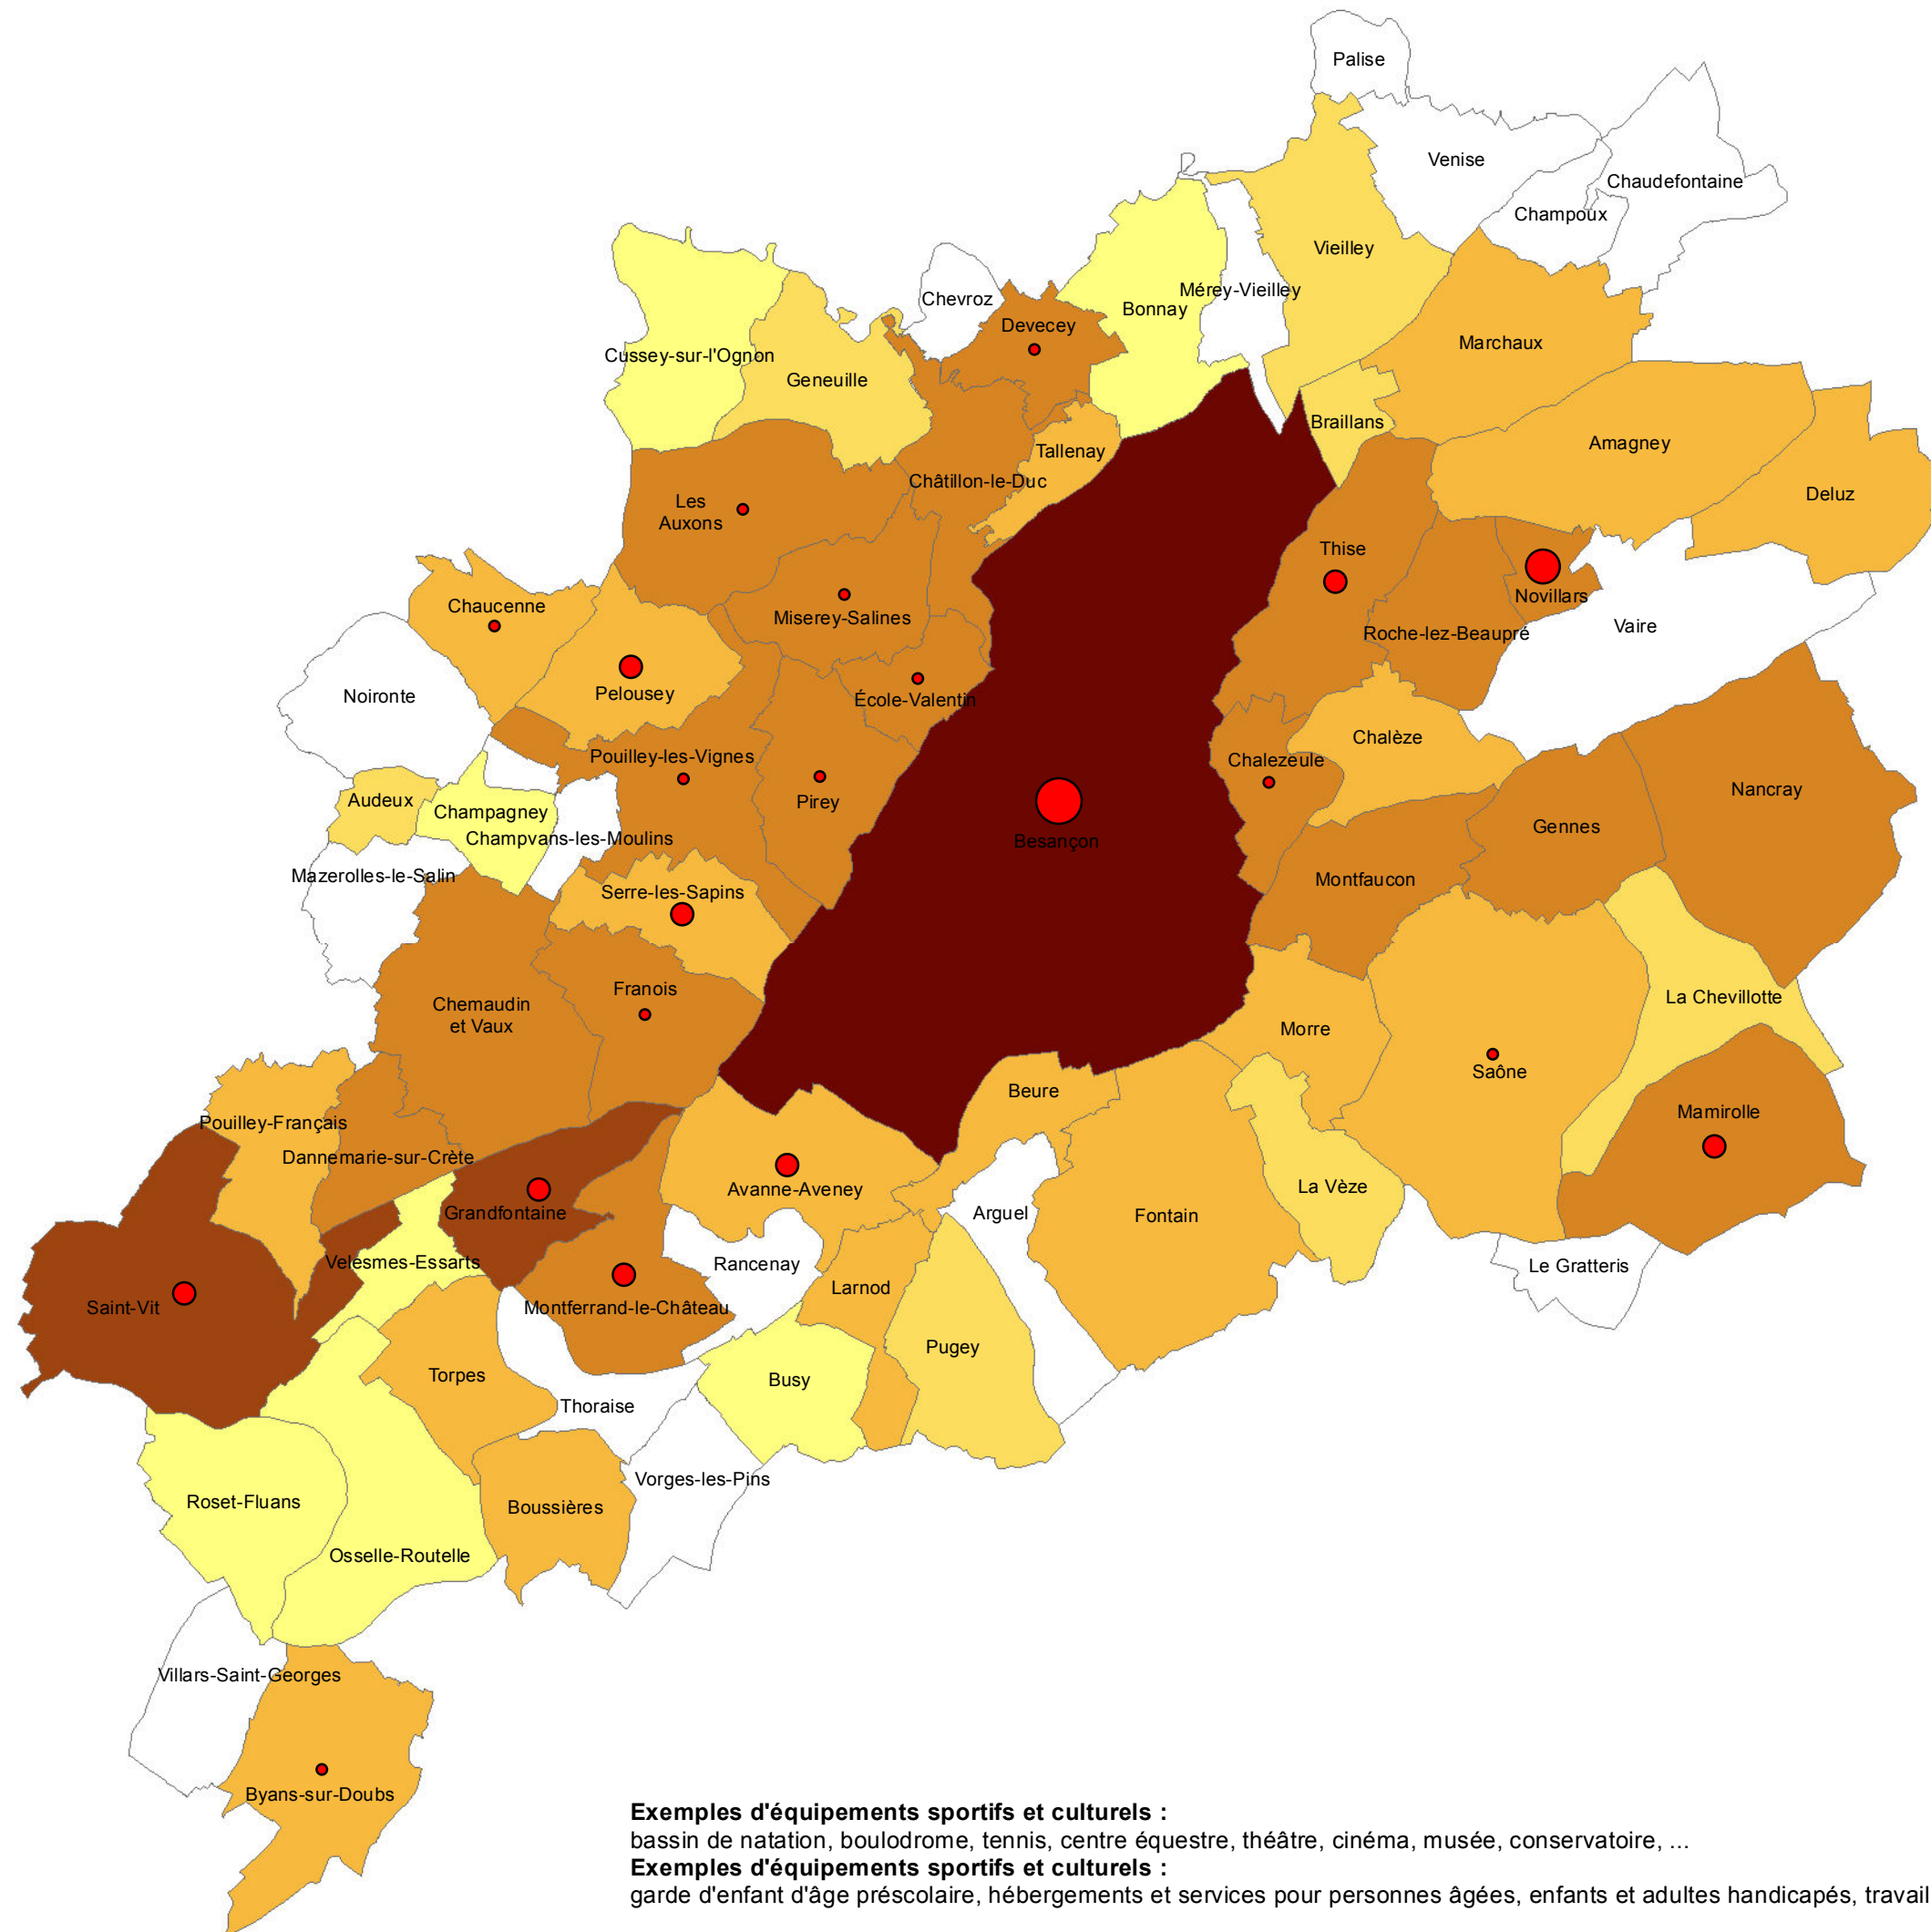 Palise
Venise
Chaudefontaine
Champoux
Vieilley
Mérey-Vieilley
Chevroz
Bonnay
Devecey
Marchaux
Cussey-sur-l'Ognon
Geneuille
Braillans
Amagney
Tallenay
Châtillon-le-Duc
Deluz
Les
Auxons
Thise
Novillars
Chaucenne
Miserey-Salines
Roche-lez-Beaupré
Vaire
Noironte
Pelousey
École-Valentin
Chalèze
Pouilley-les-Vignes
Chalezeule
Nancray
Audeux
Pirey
Champagney
Gennes
Champvans-les-Moulins
Besançon
Mazerolles-le-Salin
Montfaucon
Serre-les-Sapins
Franois
La Chevillotte
Chemaudin
et Vaux
Morre
Saône
Beure
Mamirolle
Pouilley-Français
Dannemarie-sur-Crète
Avanne-Aveney
La Vèze
Grandfontaine
Arguel
Fontain
Velesmes-Essarts
Rancenay
Le Gratteris
Larnod
Saint-Vit
Montferrand-le-Château
Pugey
Torpes
Busy
Thoraise
Vorges-les-Pins
Roset-Fluans
Boussières
Osselle-Routelle
Villars-Saint-Georges
Byans-sur-Doubs
Exemples d'équipements sportifs et culturels :
bassin de natation, boulodrome, tennis, centre équestre, théâtre, cinéma, musée, conservatoire, ...
Exemples d'équipements sportifs et culturels :
garde d'enfant d'âge préscolaire, hébergements et services pour personnes âgées, enfants et adultes handicapés, travail